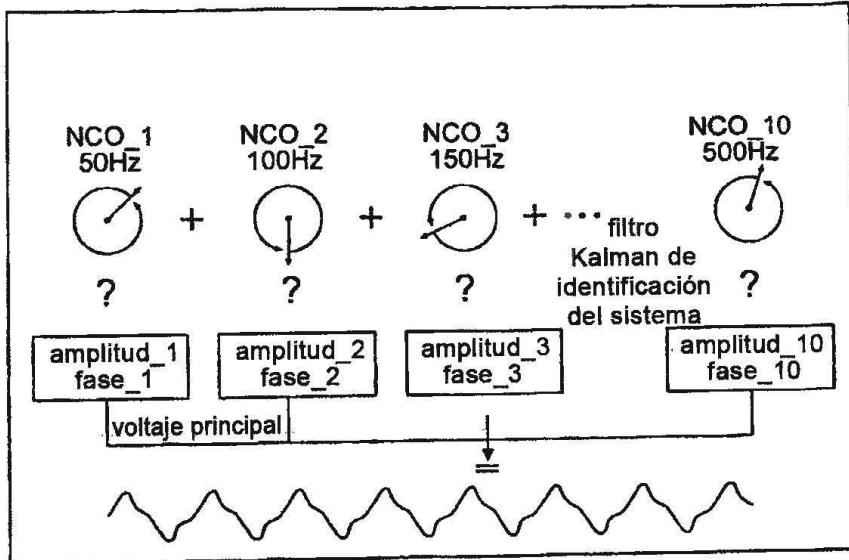 NCO_1
50Hz
NCO_2
100Hz
NCO_3
150Hz
NCO_10
500Hz
+
+
+ ...
filtro
Kalman de
identificación
del sistema
?
?
?
?
amplitud_1
fase_1
amplitud_2
fase_2
amplitud_3
fase_3
amplitud_10
fase_10
voltaje principal
=